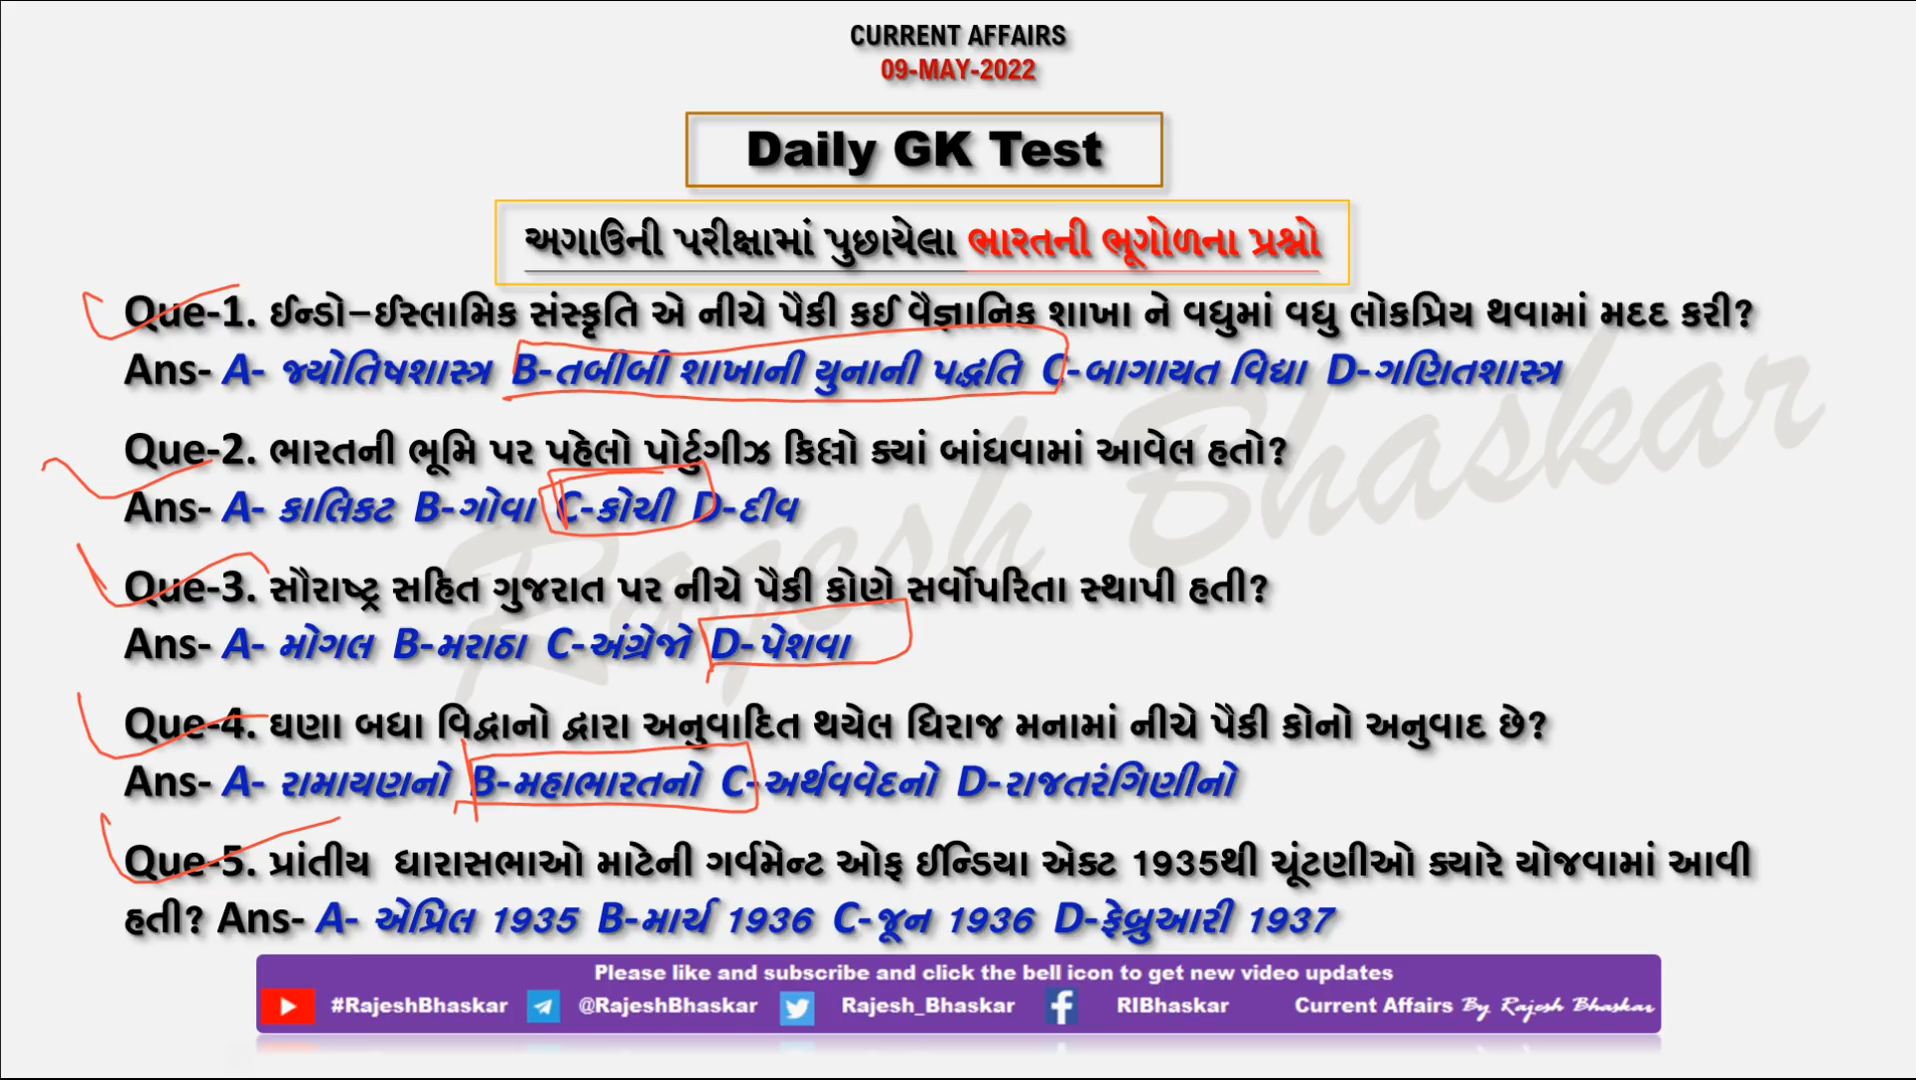 CURRENT AFFAIRS
09-MAY-2022
Daily GK Test
અગાઉની પરીક્ષામાં પુછાયેલા ભારતની ભૂગોળના પ્રશ્નો
Que-1. ઈન્ડો-ઈસ્લામિક સંસ્કૃતિ એ નીચે પૈકી કઈ વૈજ્ઞાનિક શાખા ને વધુમાં વધુ લોકપ્રિય થવામાં મદદ કરી?
Ans- A- જ્યોતિષશાસ્ત્ર B-તબીબી શાખાની યુનાની પદ્ધતિ C-બાગાયત વિદ્યા D-ગણિતશાસ્ત્ર
Que-2. ભારતની ભૂમિ પર પહેલો પોર્ટુગીઝ કિલ્લો ક્યાં બાંધવામાં આવેલ હતો?
Ans- A- કાલિકટ B-ગોવા C-કોચી D-દીવ
Que-3. સૌરાષ્ટ્ર સહિત ગુજરાત પર નીચે પૈકી કોણે સર્વોપરિતા સ્થાપી હતી?
Ans- A- મોગલ B-મરાઠા C-અંગ્રેજો D-પેશવા
Que-4. ઘણા બધા વિદ્વાનો દ્વારા અનુવાદિત થયેલ ધિરાજ મનામાં નીચે પૈકી કોનો અનુવાદ છે?
Ans- A- રામાયણનો B-મહાભારતનો C-અર્થવવેદનો D-રાજતરંગિણીનો
Que-5. પ્રાંતીય ધારાસભાઓ માટેની ગર્વમેન્ટ ઓફ ઈન્ડિયા એક્ટ 1935થી ચૂંટણીઓ ક્યારે યોજવામાં આવી
હતી? Ans- A- એપ્રિલ 1935 B-માર્ચ 1936 C-જૂન 1936 D-ફેબ્રુઆરી 1937
Rajesh Bhaskar
Please like and subscribe and click the bell icon to get new video updates
#RajeshBhaskar @RajeshBhaskar Rajesh_Bhaskar RIBhaskar Current Affairs By Rajesh Bhaskar